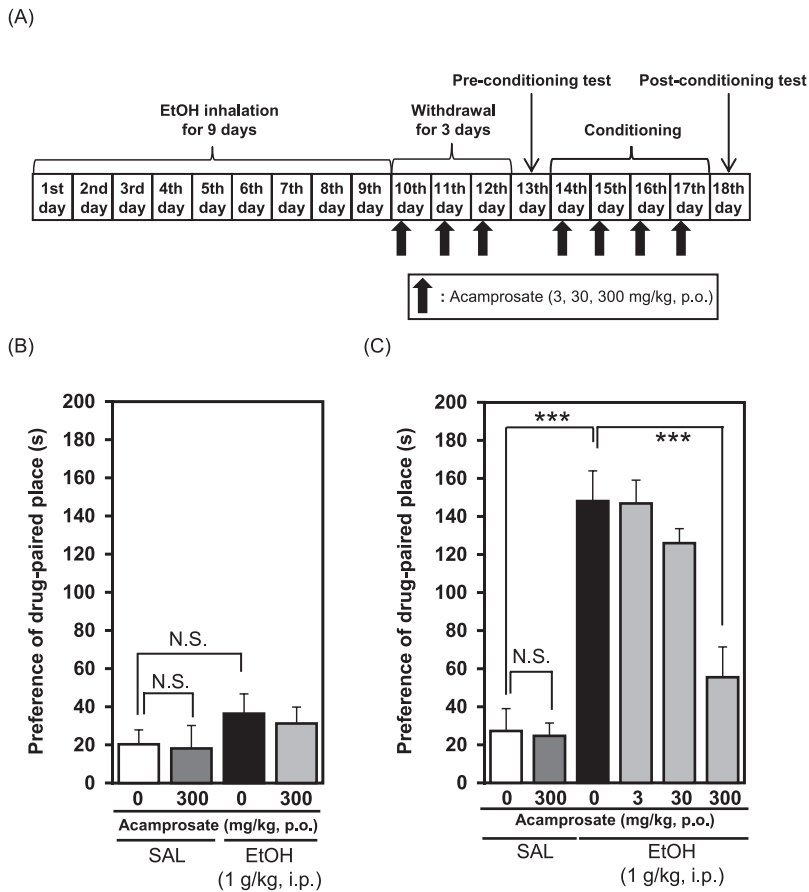 (A)
Pre-conditioning test
Post-conditioning test
EtOH inhalation
for 9 days
Withdrawal
for 3 days
Conditioning
1st day
2nd day
3rd day
4th day
5th day
6th day
7th day
8th day
9th day
10th day
11th day
12th day
13th day
14th day
15th day
16th day
17th day
18th day
: Acamprosate (3, 30, 300 mg/kg, p.o.)
(B)
Preference of drug-paired place (s)
200
180
160
140
120
100
80
60
40
20
0
N.S.
N.S.
0 300 0 300
Acamprosate (mg/kg, p.o.)
SAL
EtOH
(1 g/kg, i.p.)
(C)
Preference of drug-paired place (s)
200
180
160
140
120
100
80
60
40
20
0
***
***
N.S.
0 300 0 3 30 300
Acamprosate (mg/kg, p.o.)
SAL
EtOH
(1 g/kg, i.p.)